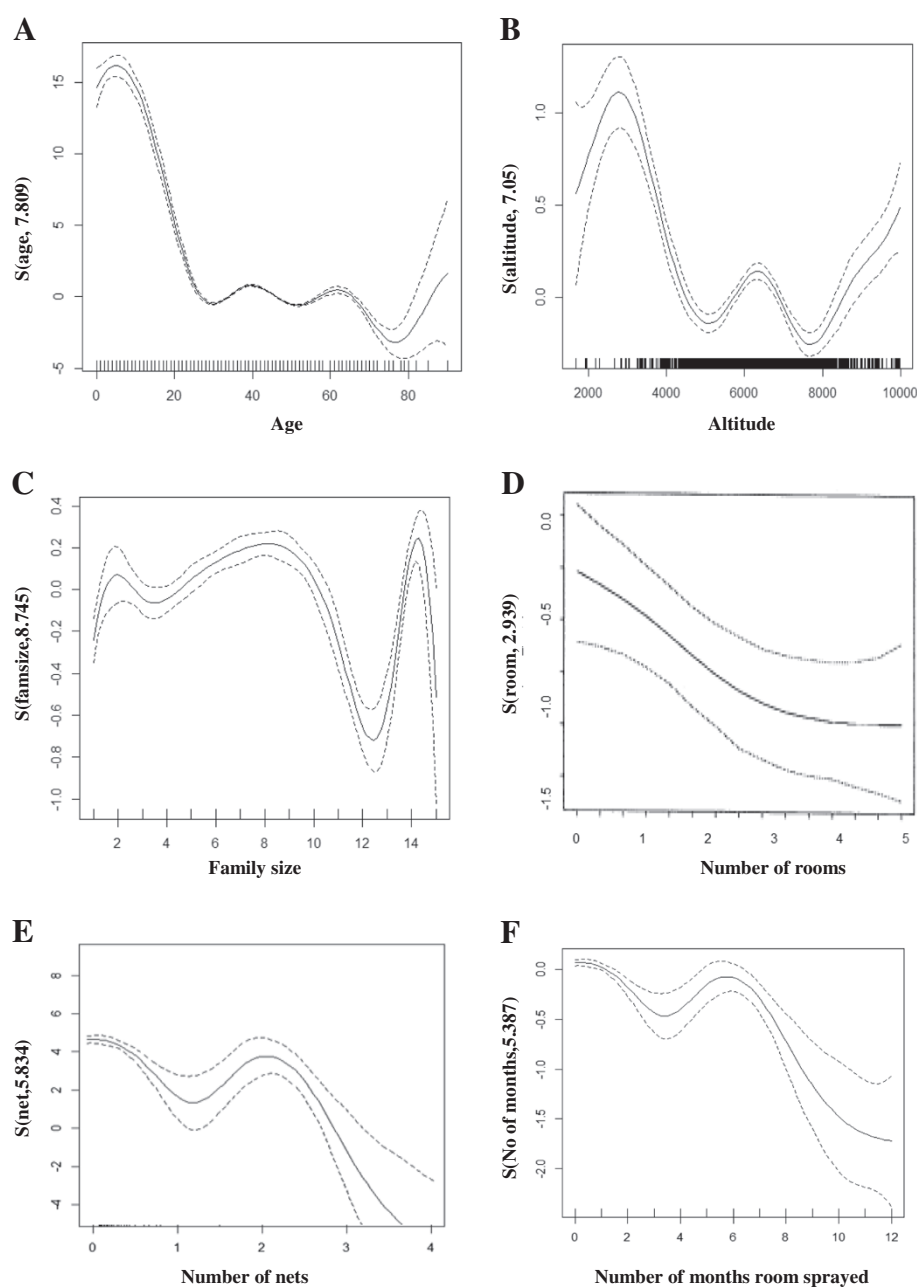 A
S(age, 7.809)
15
10
5
0
-5
0 20 40 60 80
Age
B
S(altitude, 7.05)
1.0
0.5
0.0
2000 4000 6000 8000 10000
Altitude
C
S(famsize,8.745)
0.4
0.2
0.0
-0.2
-0.4
-0.6
-0.8
-1.0
2 4 6 8 10 12 14
Family size
D
S(room, 2.939)
0.0
-0.5
-1.0
-1.5
0 1 2 3 4 5
Number of rooms
E
S(net,5.834)
8
6
4
2
0
-2
-4
0 1 2 3 4
Number of nets
F
S(No of months,5.387)
0.0
-0.5
-1.0
-1.5
-2.0
0 2 4 6 8 10 12
Number of months room sprayed